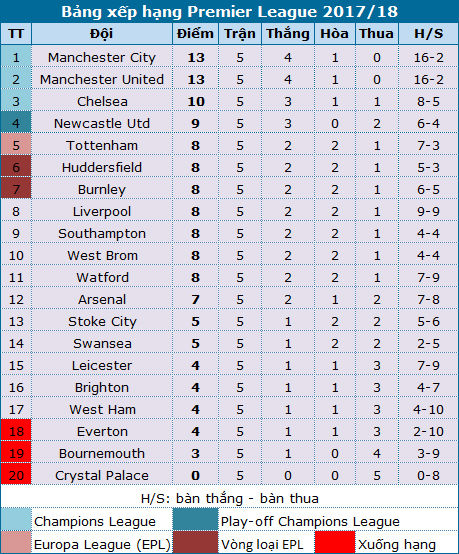 Bảng xếp hạng Premier League 2017/18
TT Đội Điểm Trận Thắng Hòa Thua H/S
1 Manchester City 13 5 4 1 0 16-2
2 Manchester United 13 5 4 1 0 16-2
3 Chelsea 10 5 3 1 1 8-5
4 Newcastle Utd 9 5 3 0 2 6-4
5 Tottenham 8 5 2 2 1 7-3
6 Huddersfield 8 5 2 2 1 5-3
7 Burnley 8 5 2 2 1 6-5
8 Liverpool 8 5 2 2 1 9-9
9 Southampton 8 5 2 2 1 4-4
10 West Brom 8 5 2 2 1 4-4
11 Watford 8 5 2 2 1 7-9
12 Arsenal 7 5 2 1 2 7-8
13 Stoke City 5 5 1 2 2 5-6
14 Swansea 5 5 1 2 2 2-5
15 Leicester 4 5 1 1 3 7-9
16 Brighton 4 5 1 1 3 4-7
17 West Ham 4 5 1 1 3 4-10
18 Everton 4 5 1 1 3 2-10
19 Bournemouth 3 5 1 0 4 3-9
20 Crystal Palace 0 5 0 0 5 0-8
H/S: bàn thắng - bàn thua
Champions League Play-off Champions League
Europa League (EPL) Vòng loại EPL Xuống hạng